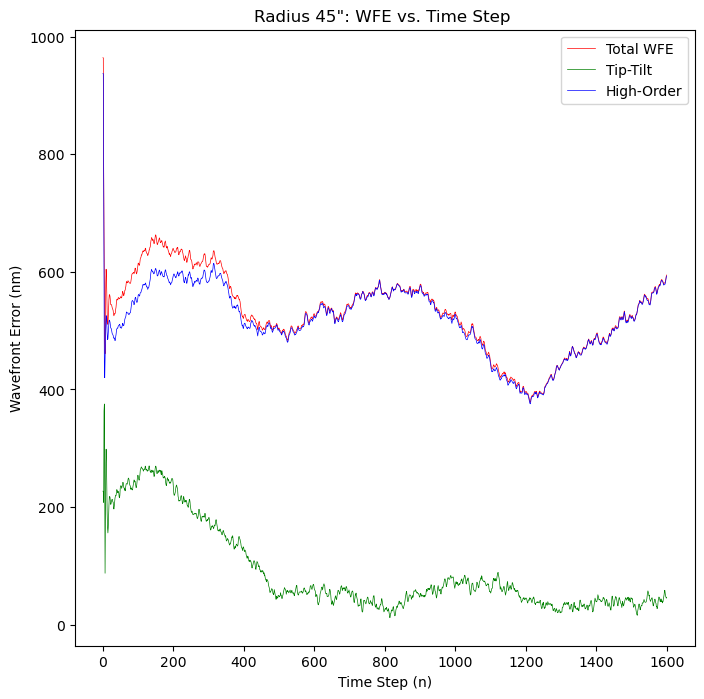 Radius 45": WFE vs. Time Step
Total WFE
Tip-Tilt
High-Order
Wavefront Error (nm)
1000
800
600
400
200
0
0 200 400 600 800 1000 1200 1400 1600
Time Step (n)